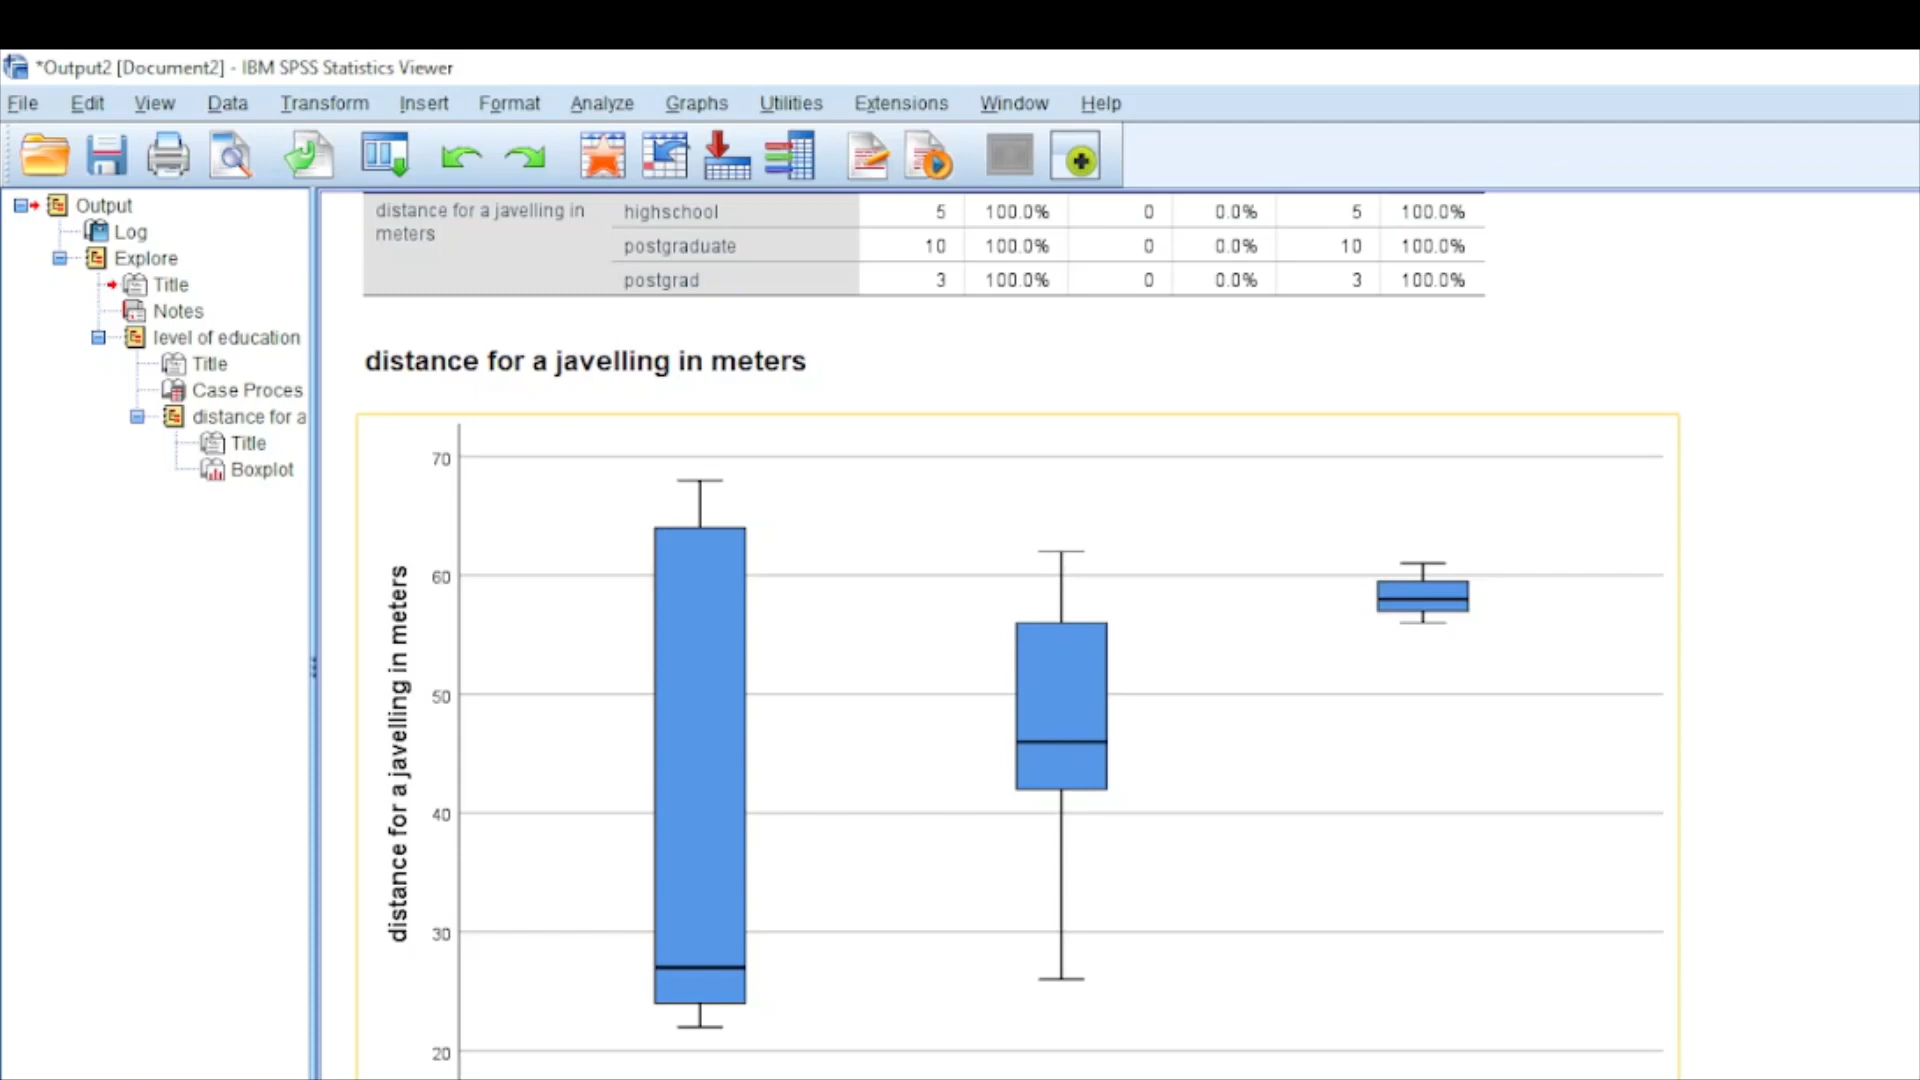 *Output2 [Document2] - IBM SPSS Statistics Viewer
File Edit View Data Transform Insert Format Analyze Graphs Utilities Extensions Window Help
Output
Log
Explore
Title
Notes
level of education
Title
Case Proces
distance for a
Title
Boxplot
distance for a javelling in
meters
highschool 5 100.0% 0 0.0% 5 100.0%
postgraduate 10 100.0% 0 0.0% 10 100.0%
postgrad 3 100.0% 0 0.0% 3 100.0%
distance for a javelling in meters
distance for a javelling in meters
70
60
50
40
30
20